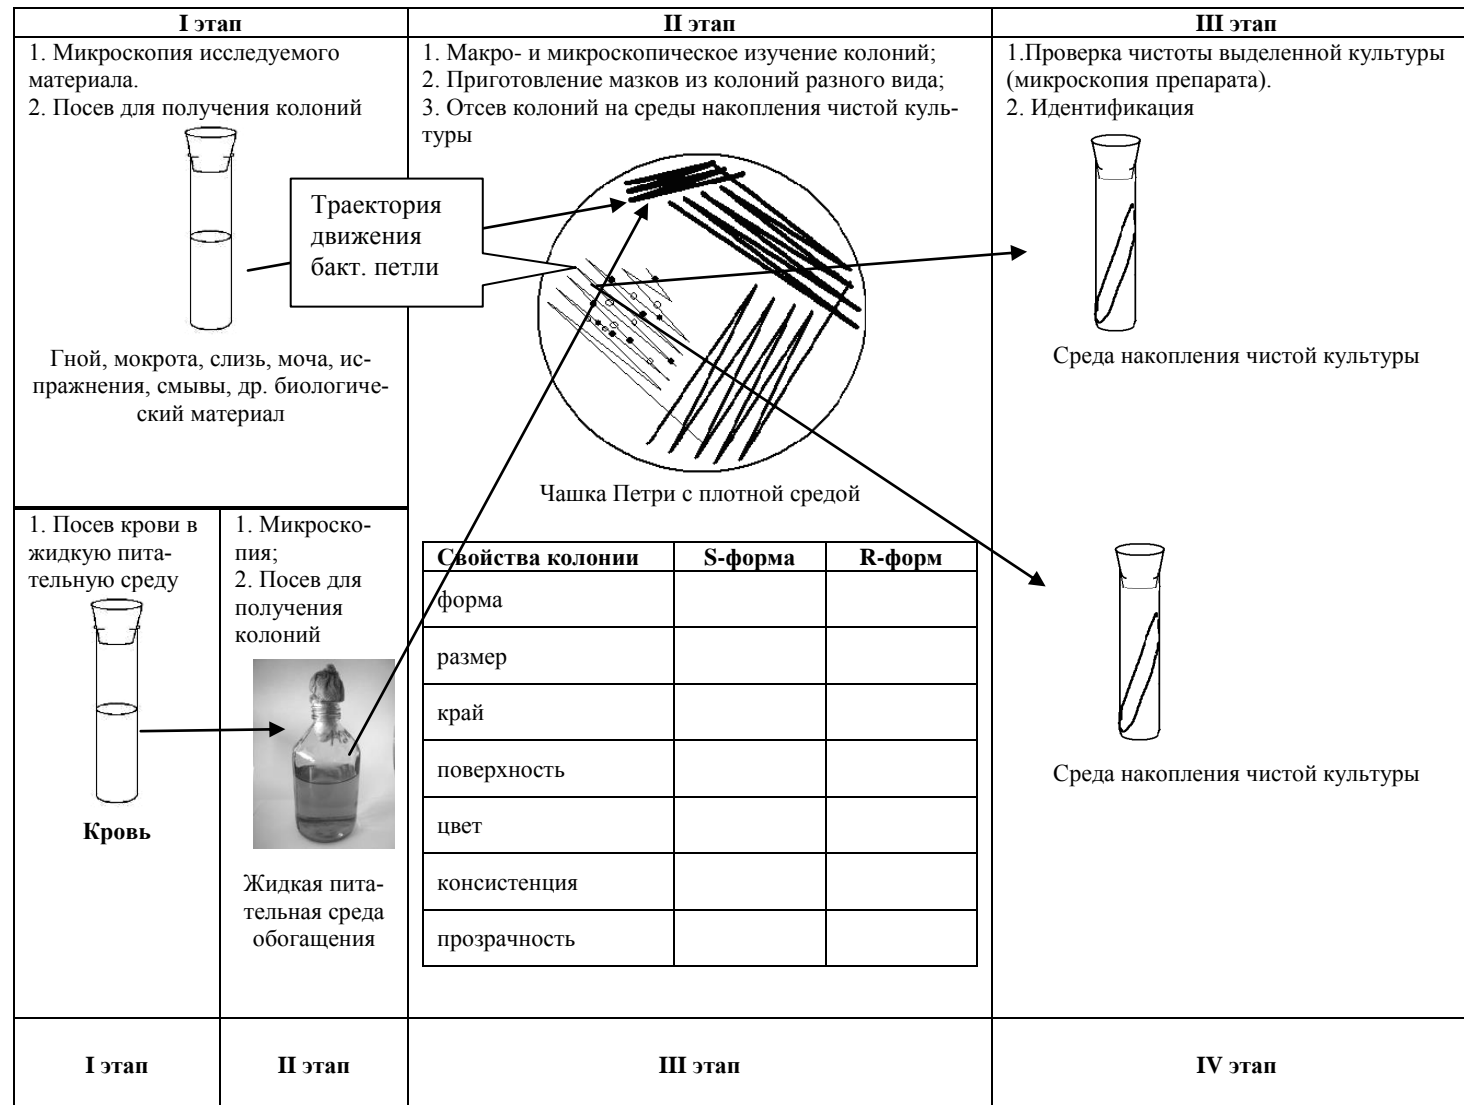 I этап
II этап
III этап
1. Микроскопия исследуемого
материала.
2. Посев для получения колоний
Гной, мокрота, слизь, моча, ис-
пражнения, смывы, др. биологиче-
ский материал
Траектория
движения
бакт. петли
1. Макро- и микроскопическое изучение колоний;
2. Приготовление мазков из колоний разного вида;
3. Отсев колоний на среды накопления чистой куль-
туры
Чашка Петри с плотной средой
1.Проверка чистоты выделенной культуры
(микроскопия препарата).
2. Идентификация
Среда накопления чистой культуры
1. Посев крови в
жидкую пита-
тельную среду
Кровь
1. Микроско-
пия;
2. Посев для
получения
колоний
Жидкая пита-
тельная среда
обогащения
Свойства колонии S-форма R-форм
форма
размер
край
поверхность
цвет
консистенция
прозрачность
Среда накопления чистой культуры
I этап
II этап
III этап
IV этап